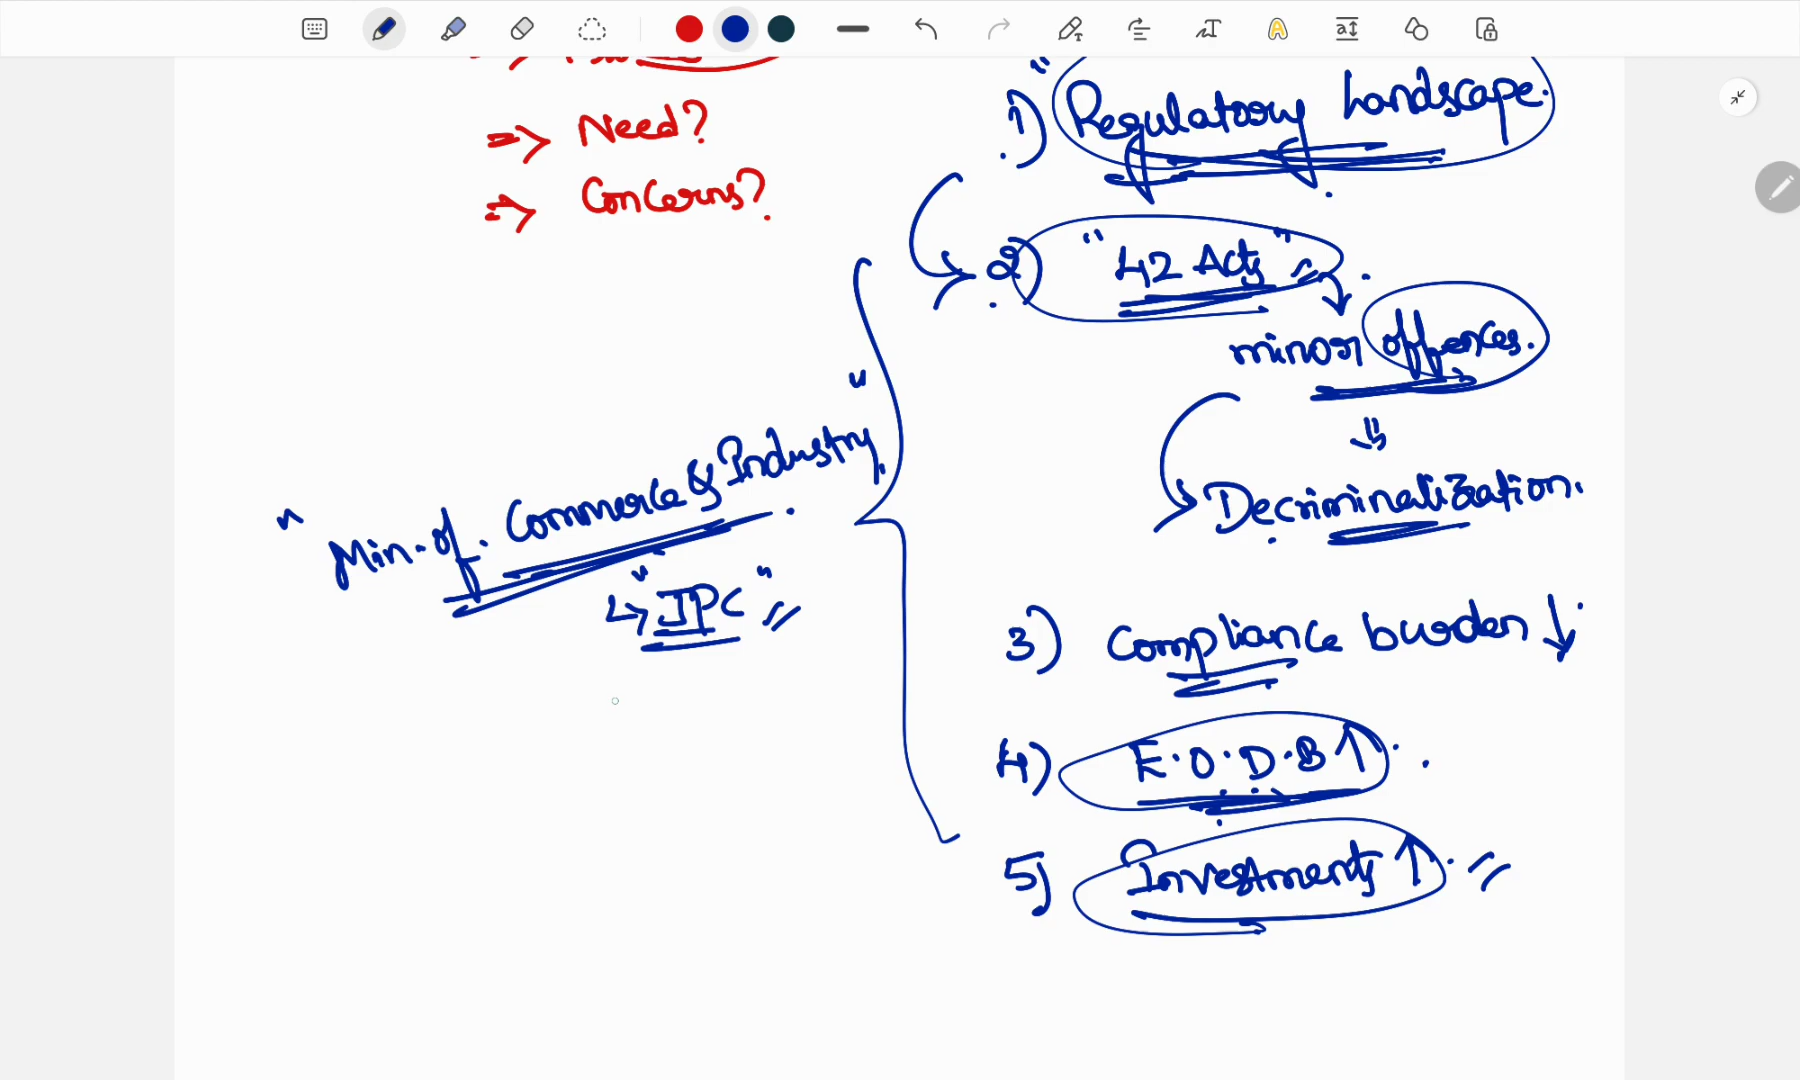 ⇒ Need?
⇒ Concerns?
1) Regulatory Landscape.
2) "42 Acts"
minor offences.
⇓
Decriminalization.
"Min. of. Commerce & Industry"
↳ "JPC"
3) Compliance burden ↓
4) E.O.D.B ↑
5) Investments ↑